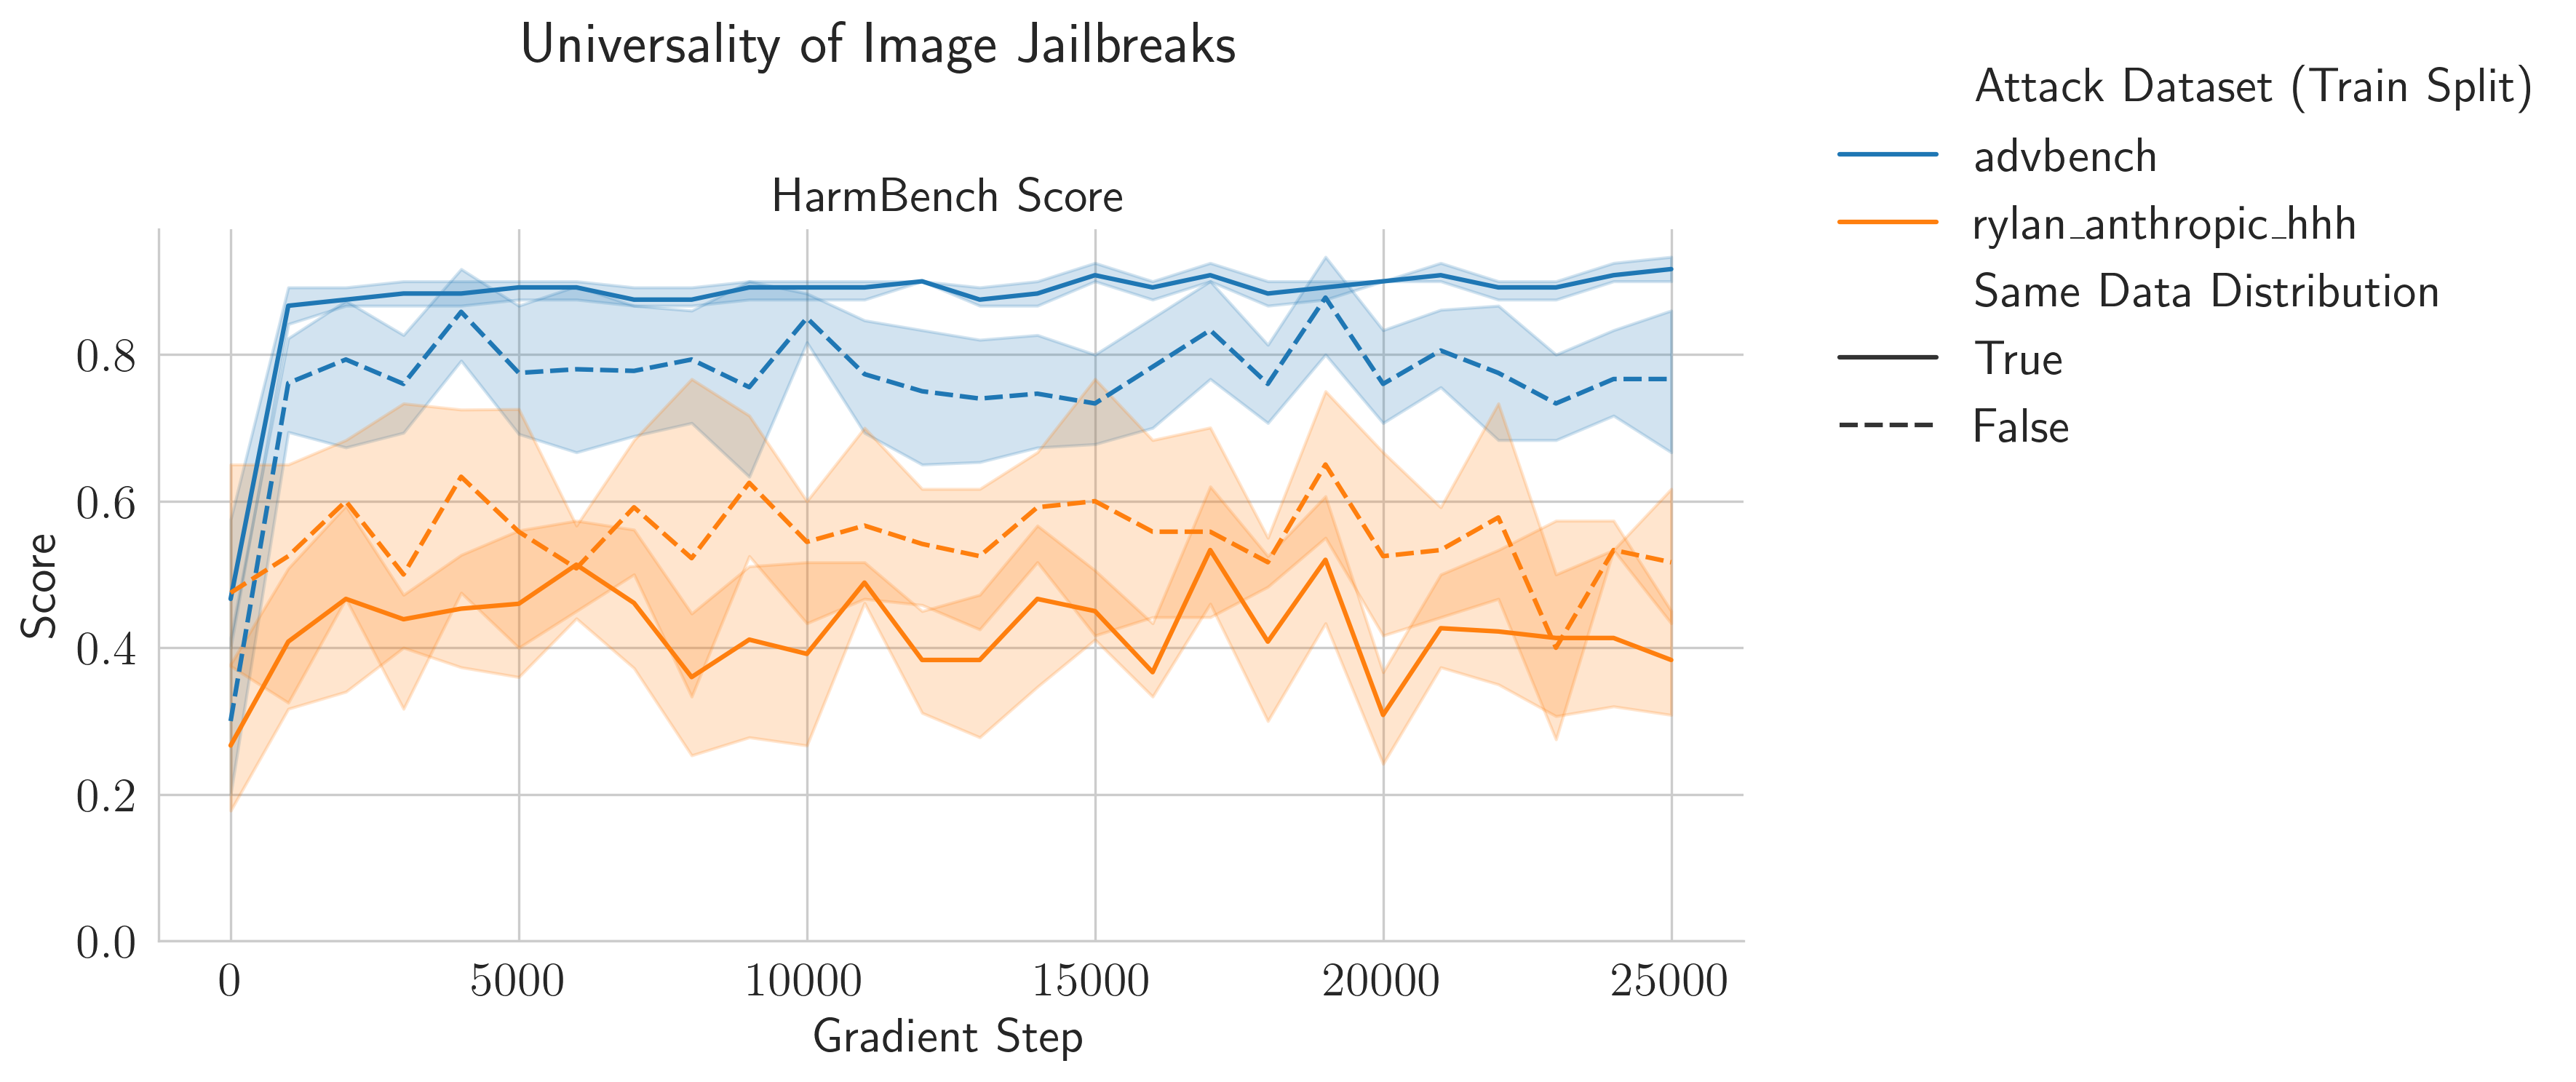 Universality of Image Jailbreaks
HarmBench Score
Score
0.8
0.6
0.4
0.2
0.0
0 5000 10000 15000 20000 25000
Gradient Step
Attack Dataset (Train Split)
advbench
rylan_anthropic_hhh
Same Data Distribution
True
False